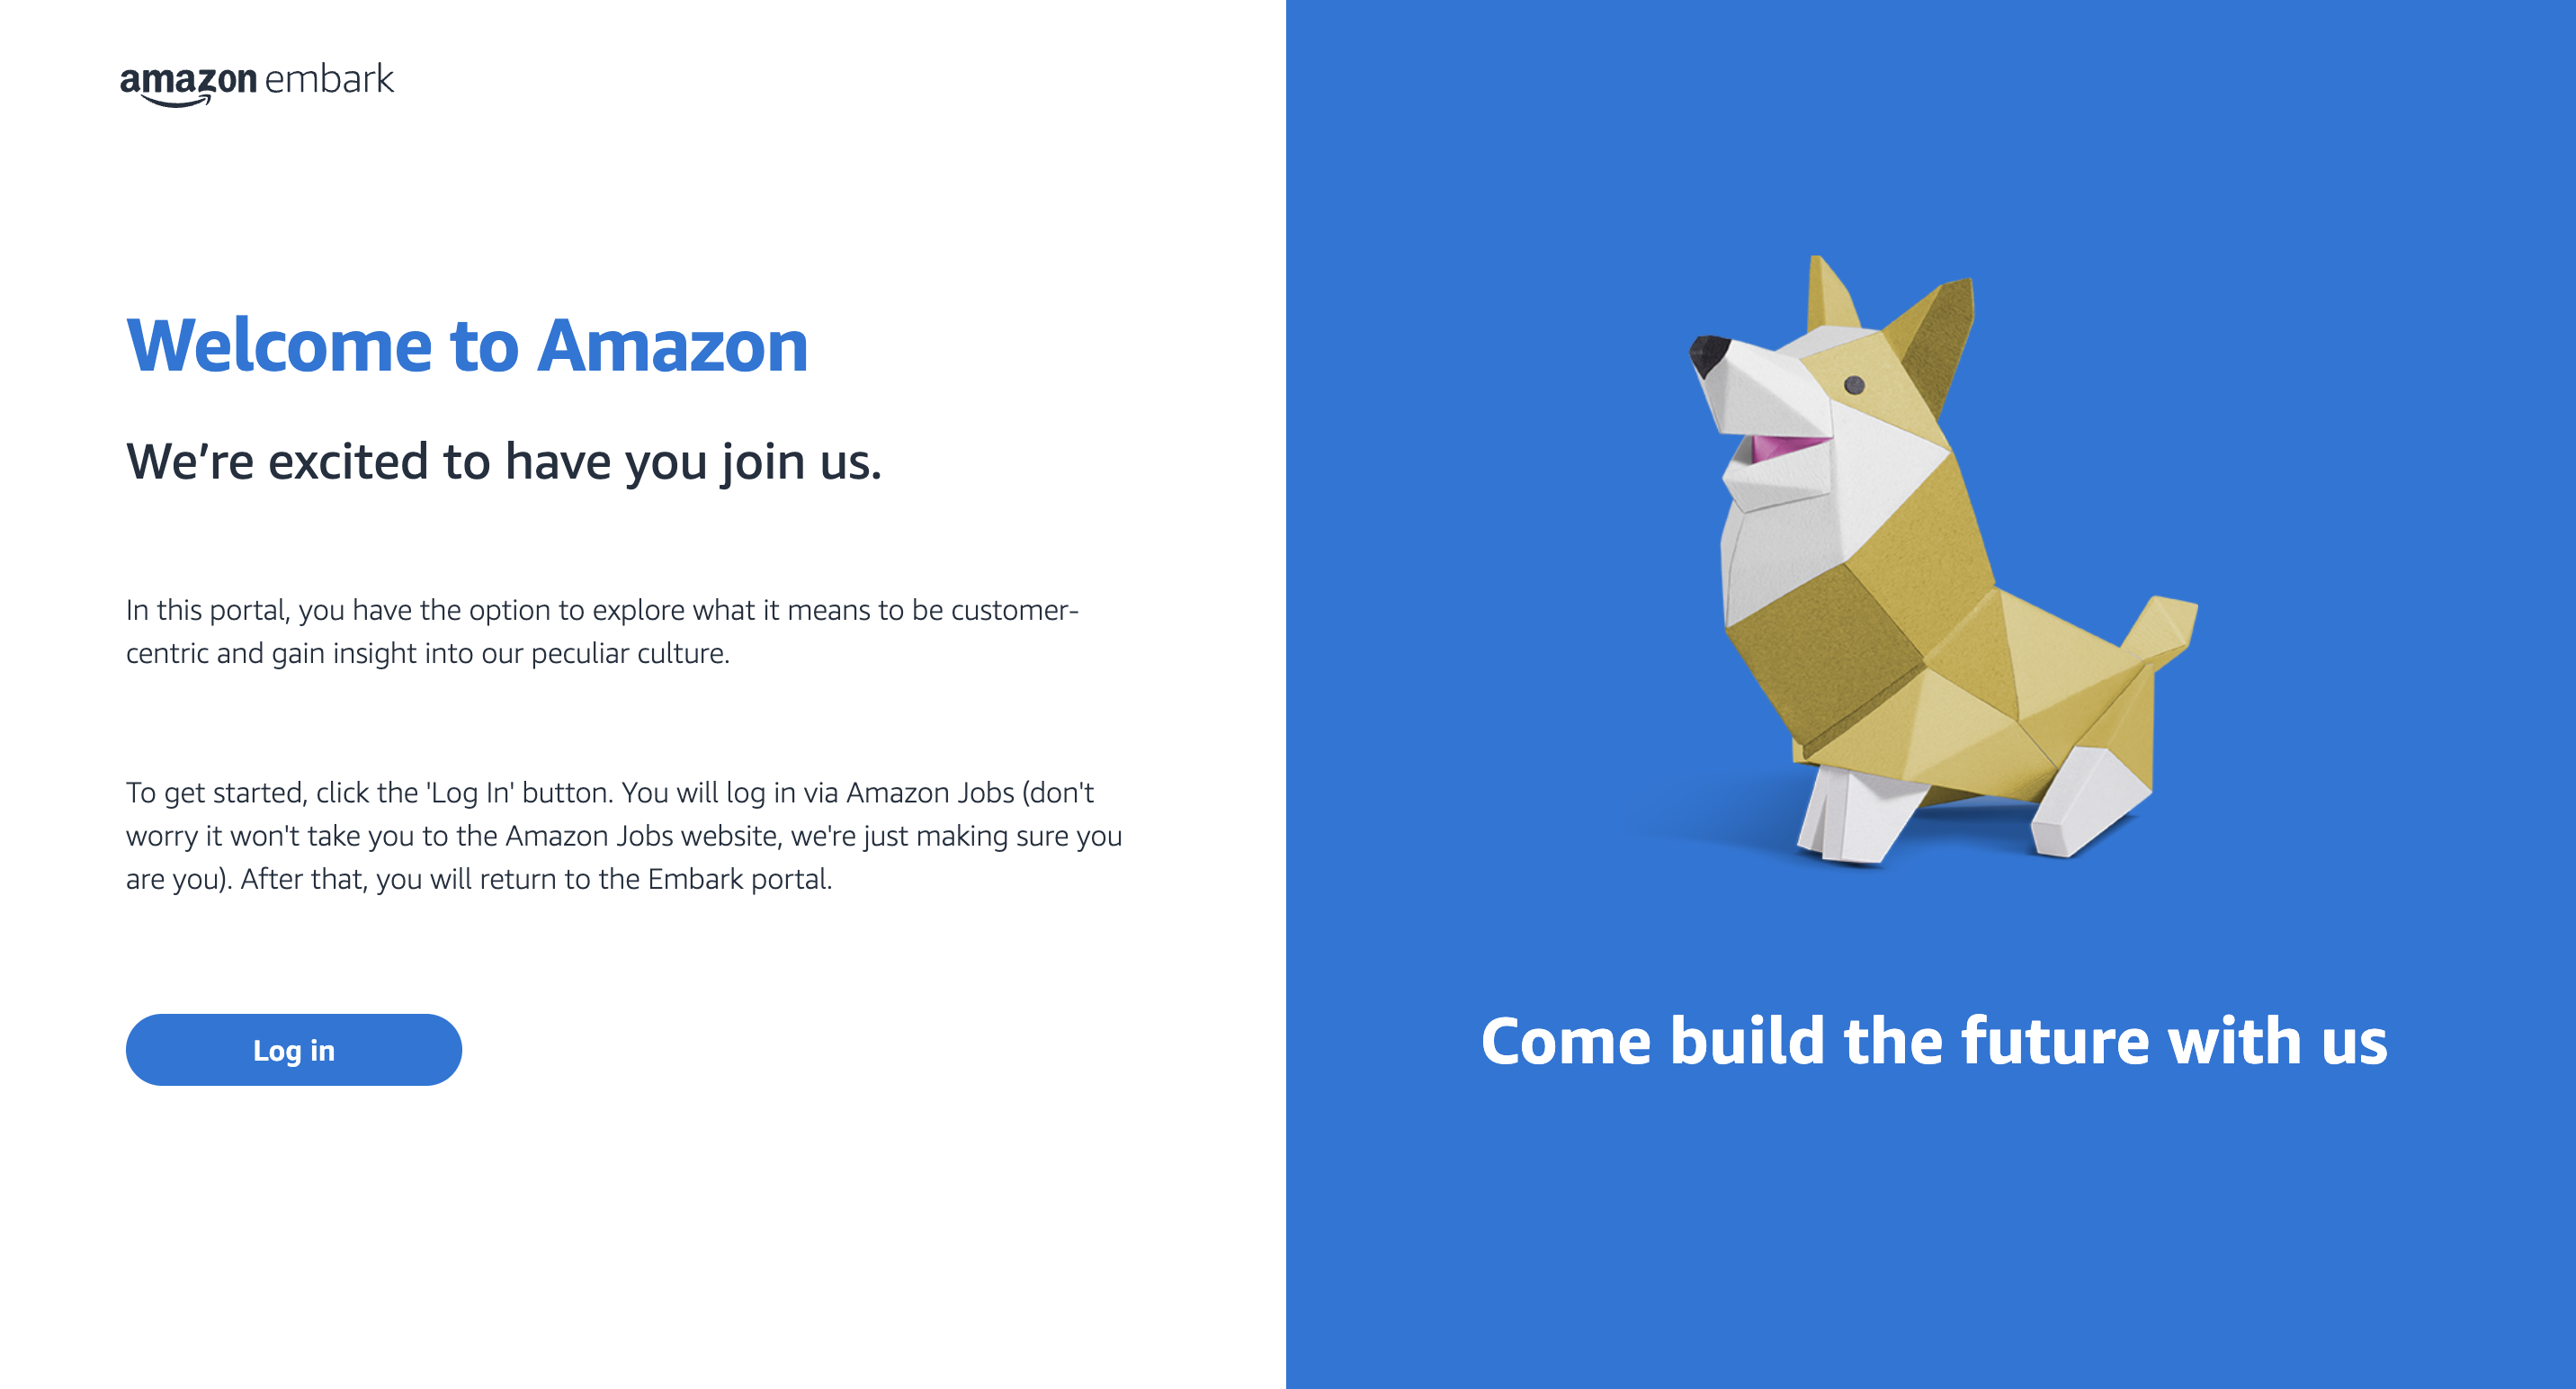 amazon embark
Welcome to Amazon
We’re excited to have you join us.
In this portal, you have the option to explore what it means to be customer-
centric and gain insight into our peculiar culture.
To get started, click the 'Log In' button. You will log in via Amazon Jobs (don't
worry it won't take you to the Amazon Jobs website, we're just making sure you
are you). After that, you will return to the Embark portal.
Log in
Come build the future with us